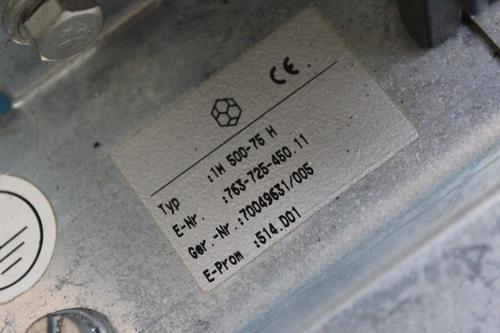 CE.
Typ :1M 500-75 H
E-Nr. :763-725-450.11
Ger.-Nr :70049631/005
E-Prom :514.D01